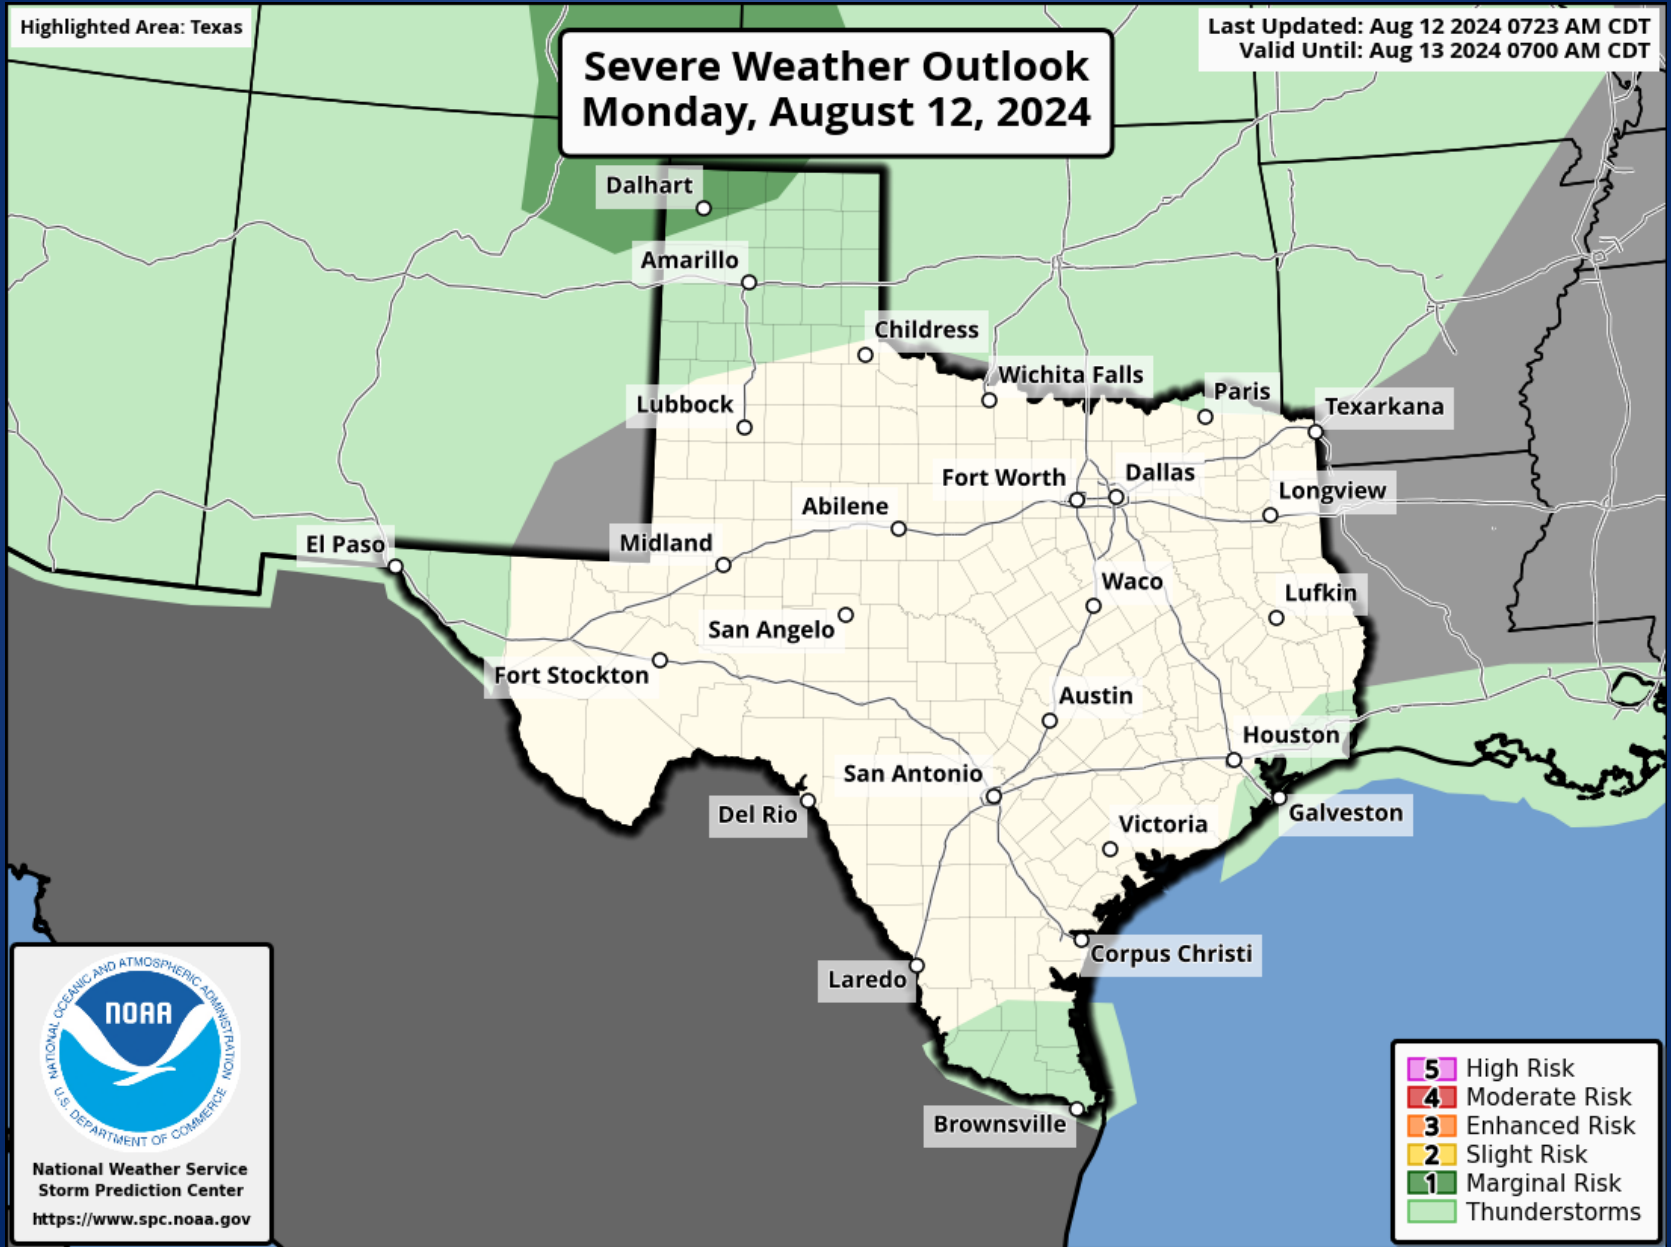 Highlighted Area: Texas
Severe Weather Outlook
Monday, August 12, 2024
Last Updated: Aug 12 2024 0723 AM CDT
Valid Until: Aug 13 2024 0700 AM CDT
Dalhart
Amarillo
Childress
Wichita Falls
Paris
Texarkana
Lubbock
Fort Worth
Dallas
Longview
Abilene
El Paso
Midland
Waco
Lufkin
San Angelo
Fort Stockton
Austin
Houston
San Antonio
Del Rio
Galveston
Victoria
Corpus Christi
Laredo
Brownsville
NATIONAL OCEANIC AND ATMOSPHERIC ADMINISTRATION
NOAA
U.S. DEPARTMENT OF COMMERCE
National Weather Service
Storm Prediction Center
https://www.spc.noaa.gov
5 High Risk
4 Moderate Risk
3 Enhanced Risk
2 Slight Risk
1 Marginal Risk
Thunderstorms